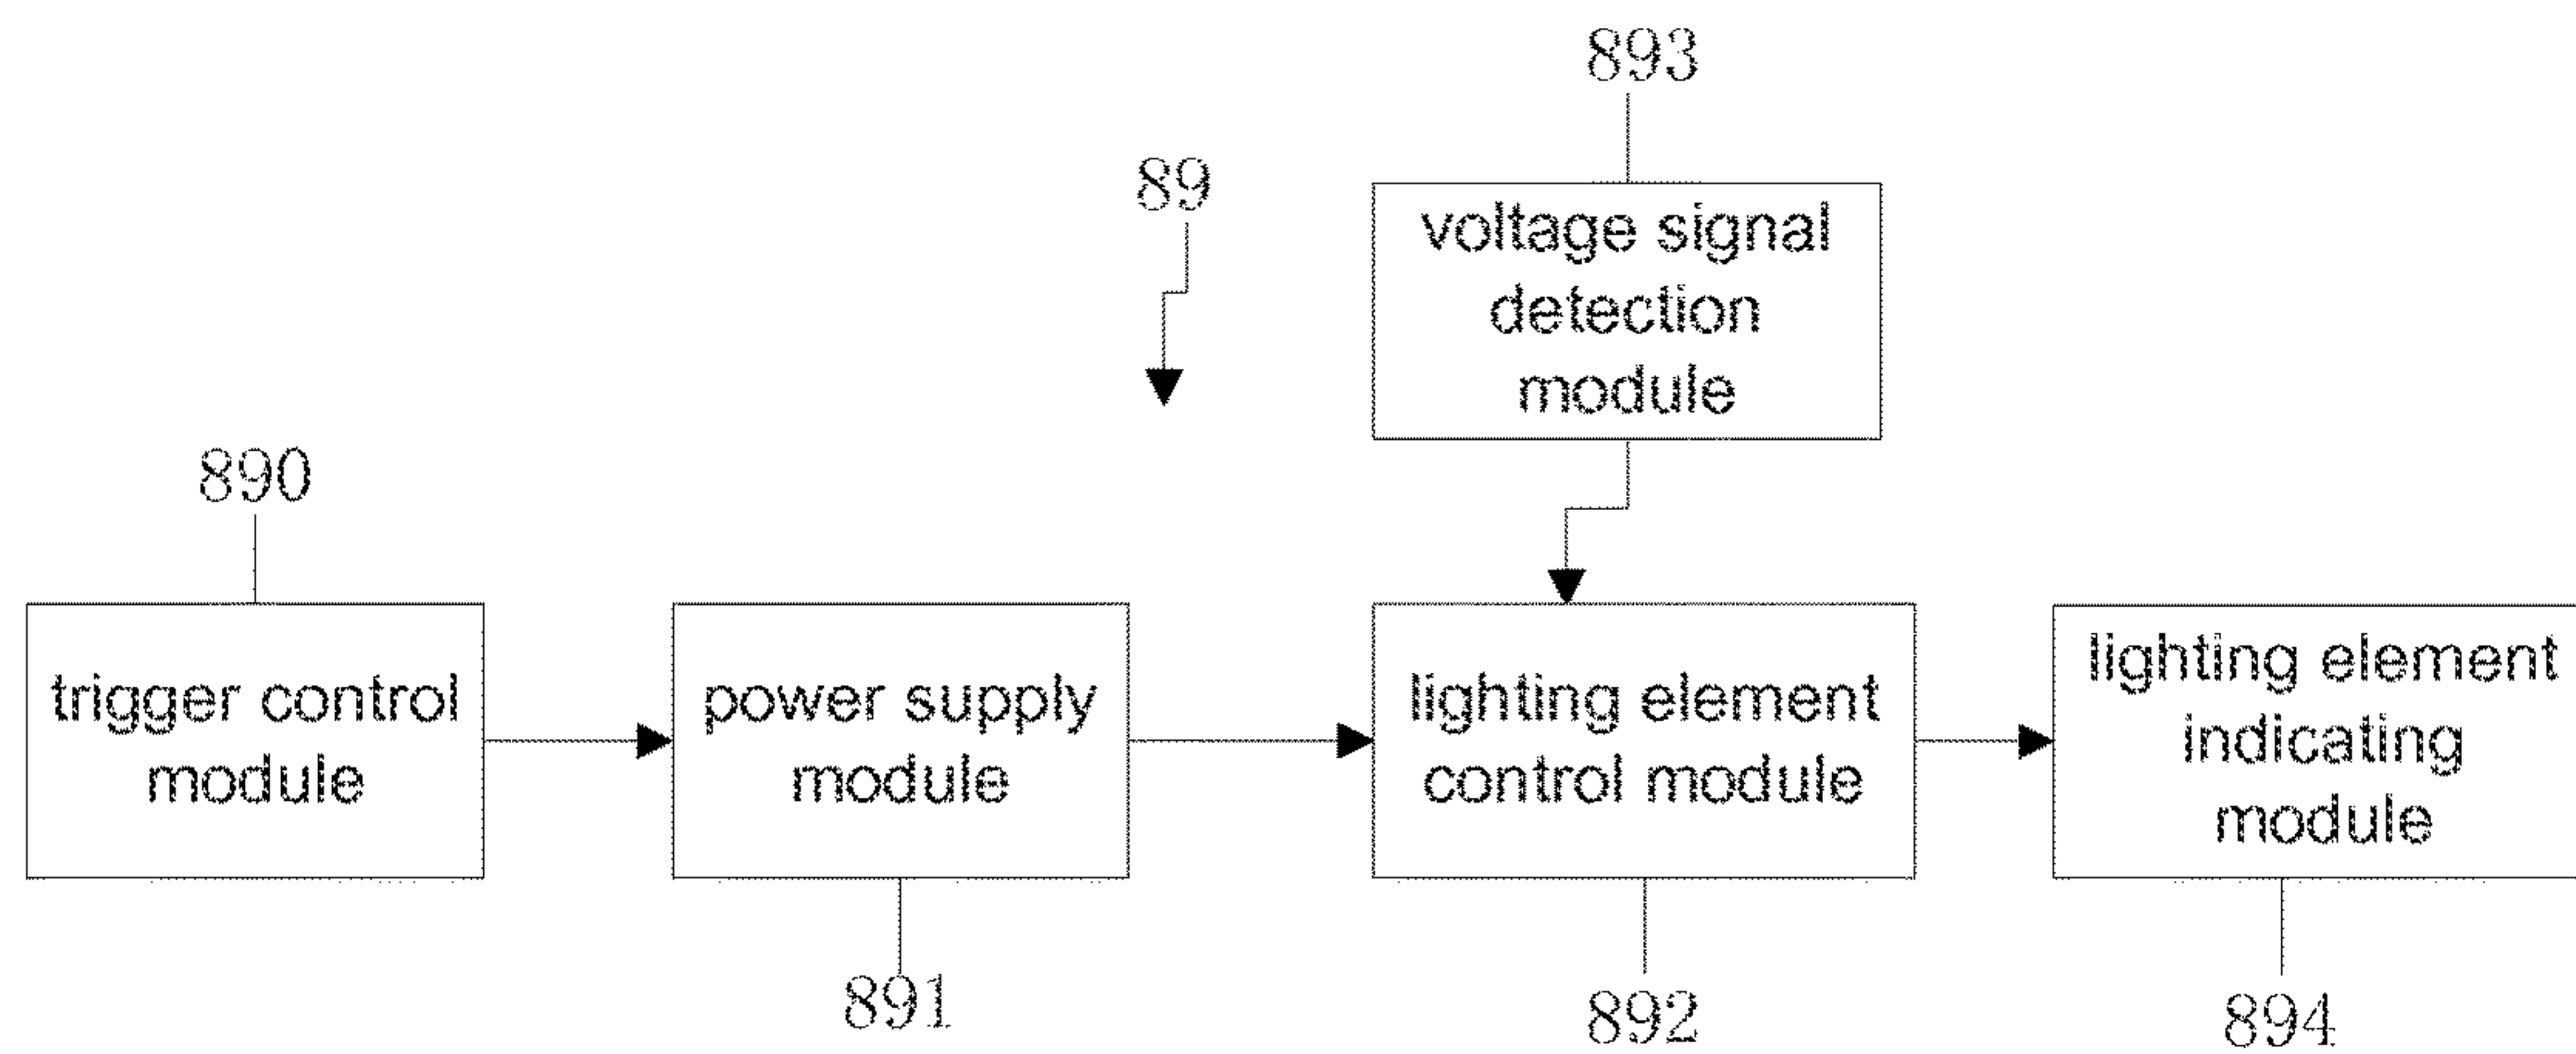 893
89
voltage signal
detection
module
890
trigger control
module
power supply
module
lighting element
control module
lighting element
indicating
module
891
892
894